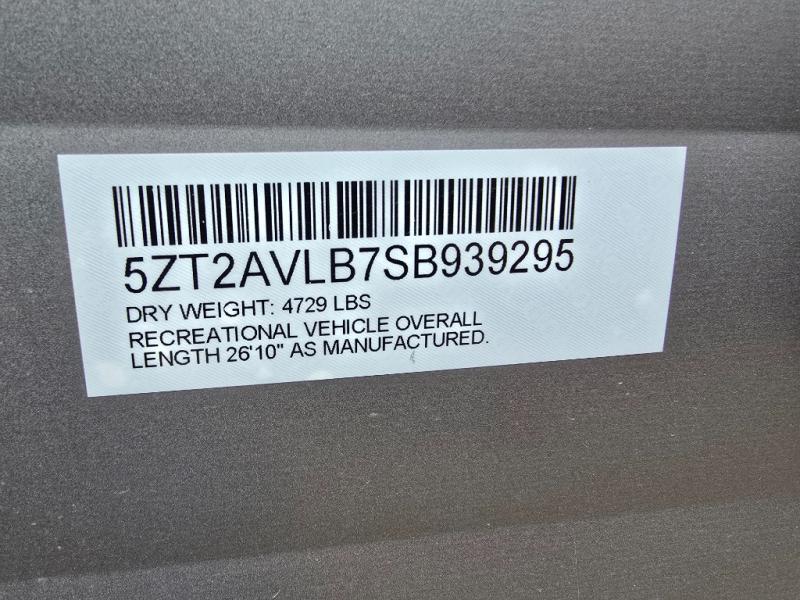 5ZT2AVLB7SB939295
DRY WEIGHT: 4729 LBS
RECREATIONAL VEHICLE OVERALL
LENGTH 26'10" AS MANUFACTURED.